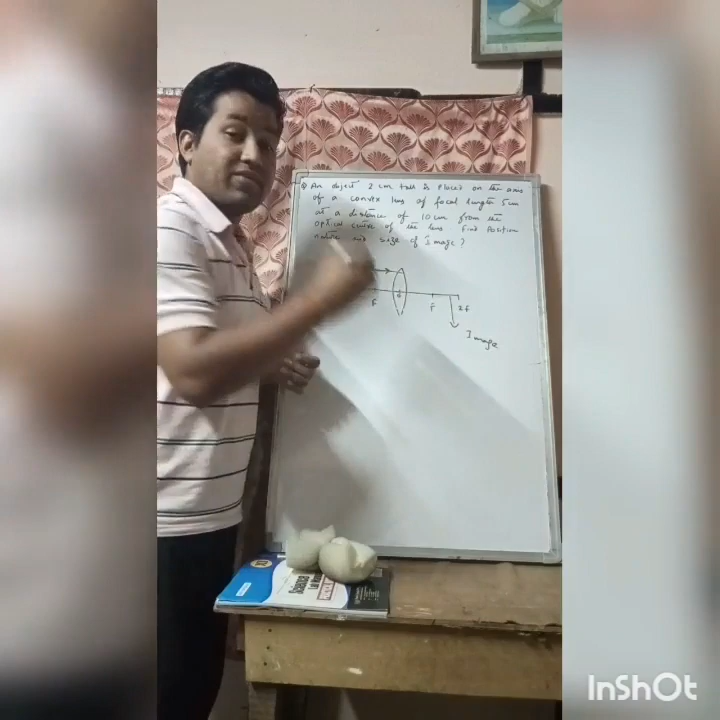 Q An object 2 cm tall is placed on the axis
of a convex lens of focal length 5 cm
at a distance of 10 cm from the
optical centre of the lens find Position
nature and size of Image ?
F
F
2F
Image
Science
InShOt